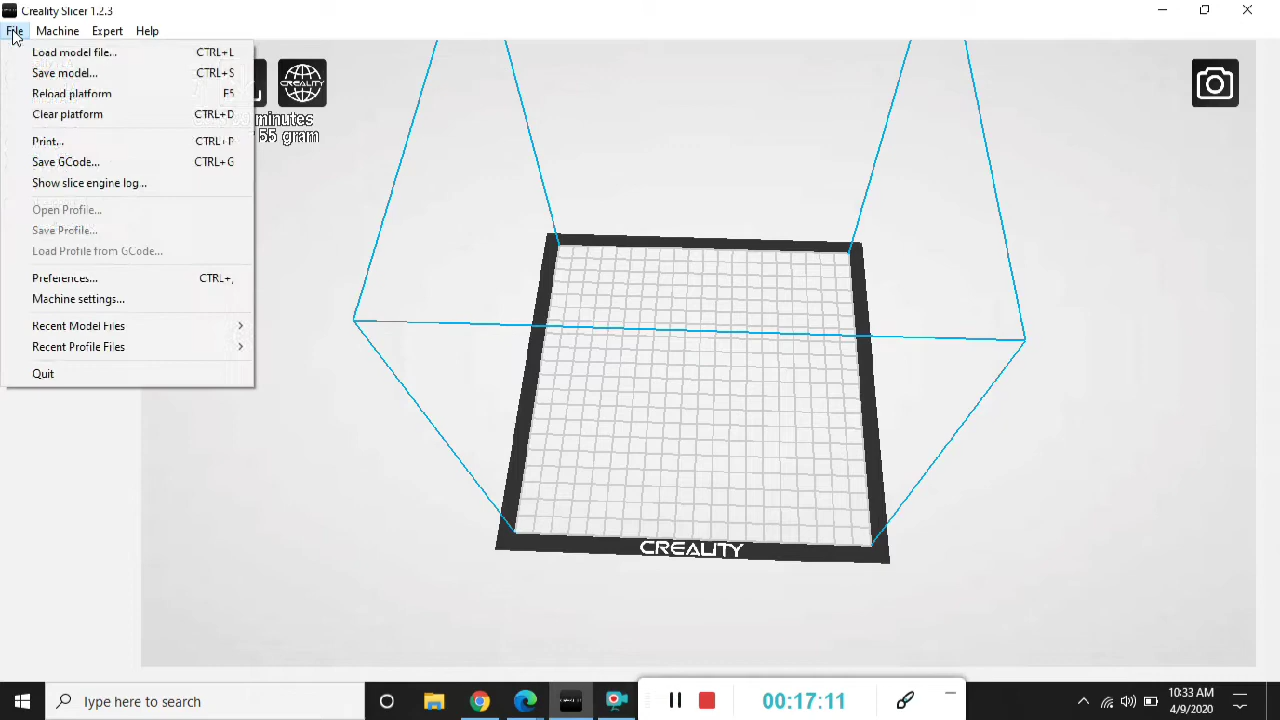 Creality Slicer 1.2.3
File Machine Expert Help
Load model file... CTRL+L
Save model... CTRL+S
Reload platform F5
Clear platform CTRL+D
Print... CTRL+P
Save GCode... CTRL+G
Show slice engine log...
Open Profile...
Save Profile...
Load Profile from GCode...
Preferences... CTRL+,
Machine settings...
Recent Model Files
Recent Profile Files
Quit
CREALITY
minutes
55 gram
CREALITY
Type here to search
00:17:11
10:33 AM
4/9/2020